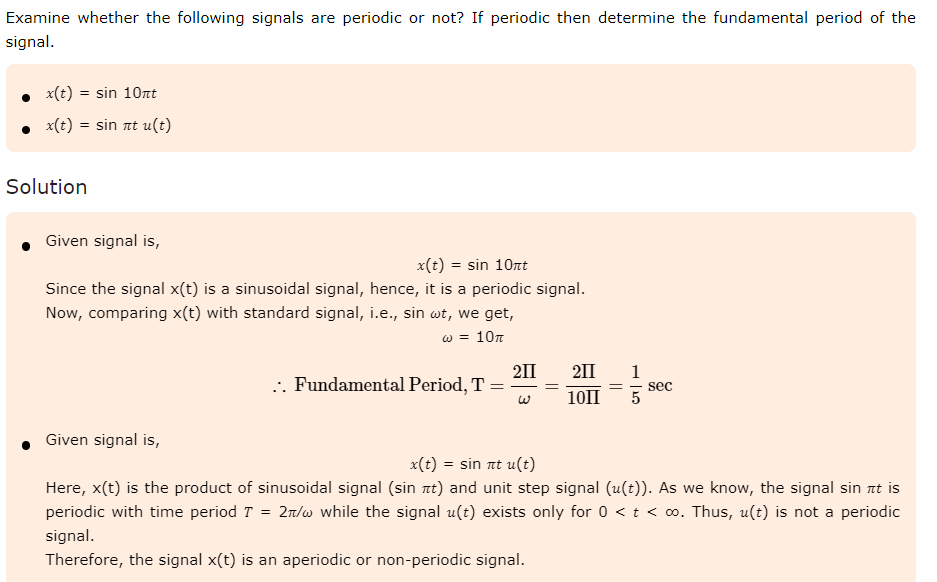 Examine whether the following signals are periodic or not? If periodic then determine the fundamental period of the
signal.
• x(t) = sin 10πt
• x(t) = sin πt u(t)
Solution
• Given signal is,
x(t) = sin 10πt
Since the signal x(t) is a sinusoidal signal, hence, it is a periodic signal.
Now, comparing x(t) with standard signal, i.e., sin ωt, we get,
ω = 10π
∴ Fundamental Period, T = 2Π/ω = 2Π/10Π = 1/5 sec
• Given signal is,
x(t) = sin πt u(t)
Here, x(t) is the product of sinusoidal signal (sin πt) and unit step signal (u(t)). As we know, the signal sin πt is
periodic with time period T = 2π/ω while the signal u(t) exists only for 0 < t < ∞. Thus, u(t) is not a periodic
signal.
Therefore, the signal x(t) is an aperiodic or non-periodic signal.